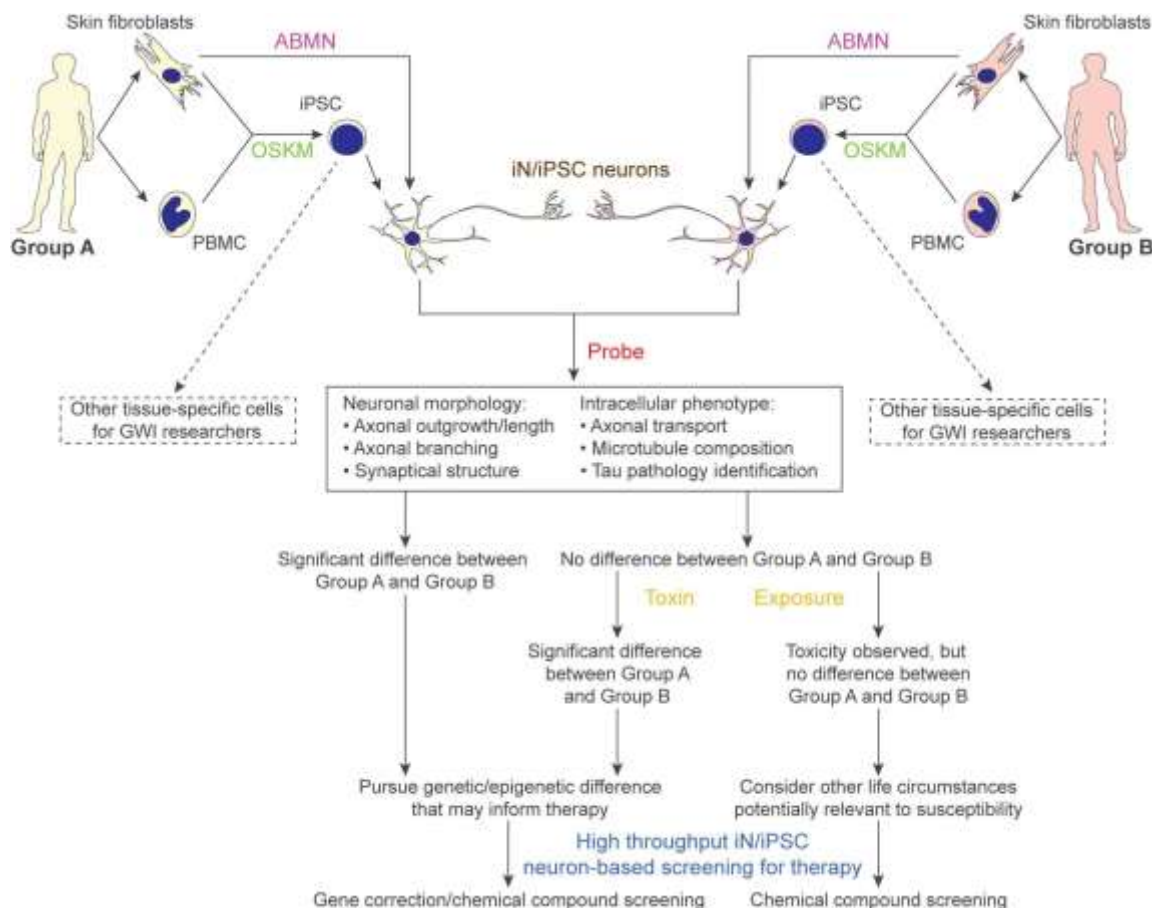 Skin fibroblasts
ABMN
ABMN
Skin fibroblasts
iPSC
iPSC
OSKM
OSKM
iN/iPSC neurons
PBMC
PBMC
Group A
Group B
Probe
Other tissue-specific cells
for GWI researchers
Neuronal morphology:
• Axonal outgrowth/length
• Axonal branching
• Synaptical structure
Intracellular phenotype:
• Axonal transport
• Microtubule composition
• Tau pathology identification
Other tissue-specific cells
for GWI researchers
Significant difference between
Group A and Group B
No difference between Group A and Group B
Toxin
Exposure
Significant difference
between Group A
and Group B
Toxicity observed, but
no difference between
Group A and Group B
Pursue genetic/epigenetic difference
that may inform therapy
Consider other life circumstances
potentially relevant to susceptibility
High throughput iN/iPSC
neuron-based screening for therapy
Gene correction/chemical compound screening
Chemical compound screening